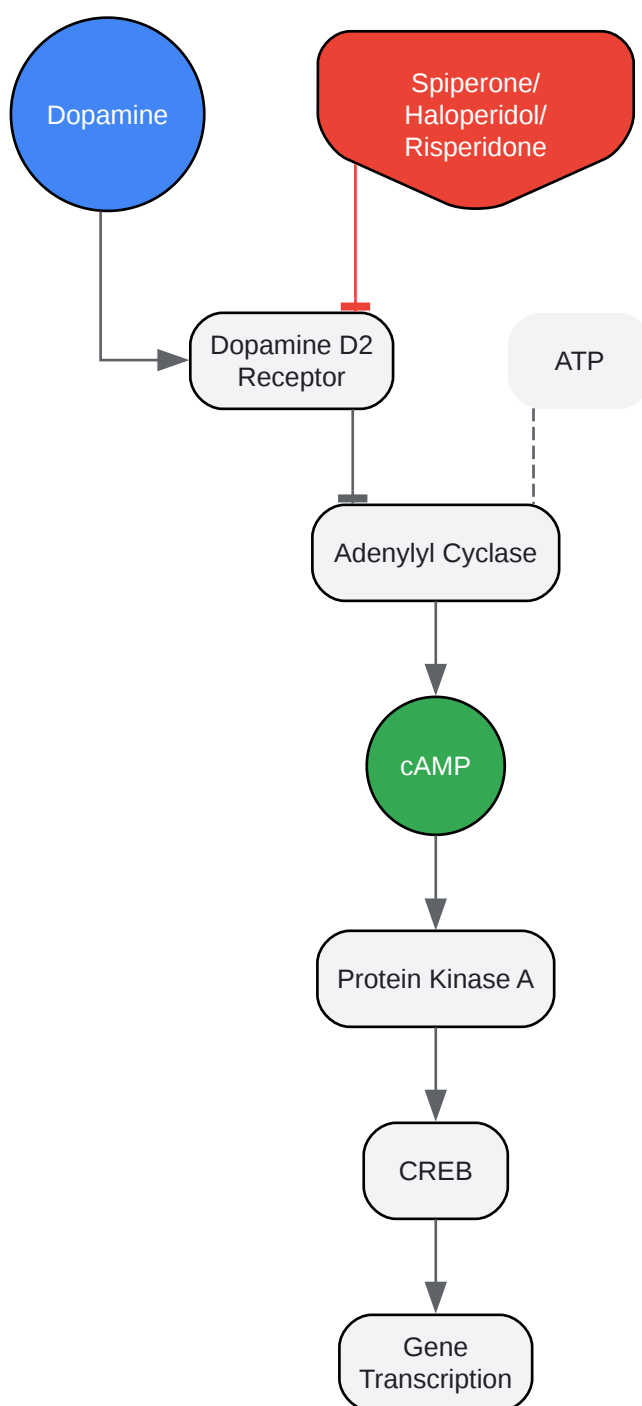 Dopamine
Spiperone/
Haloperidol/
Risperidone
Dopamine D2
Receptor
ATP
Adenylyl Cyclase
cAMP
Protein Kinase A
CREB
Gene
Transcription